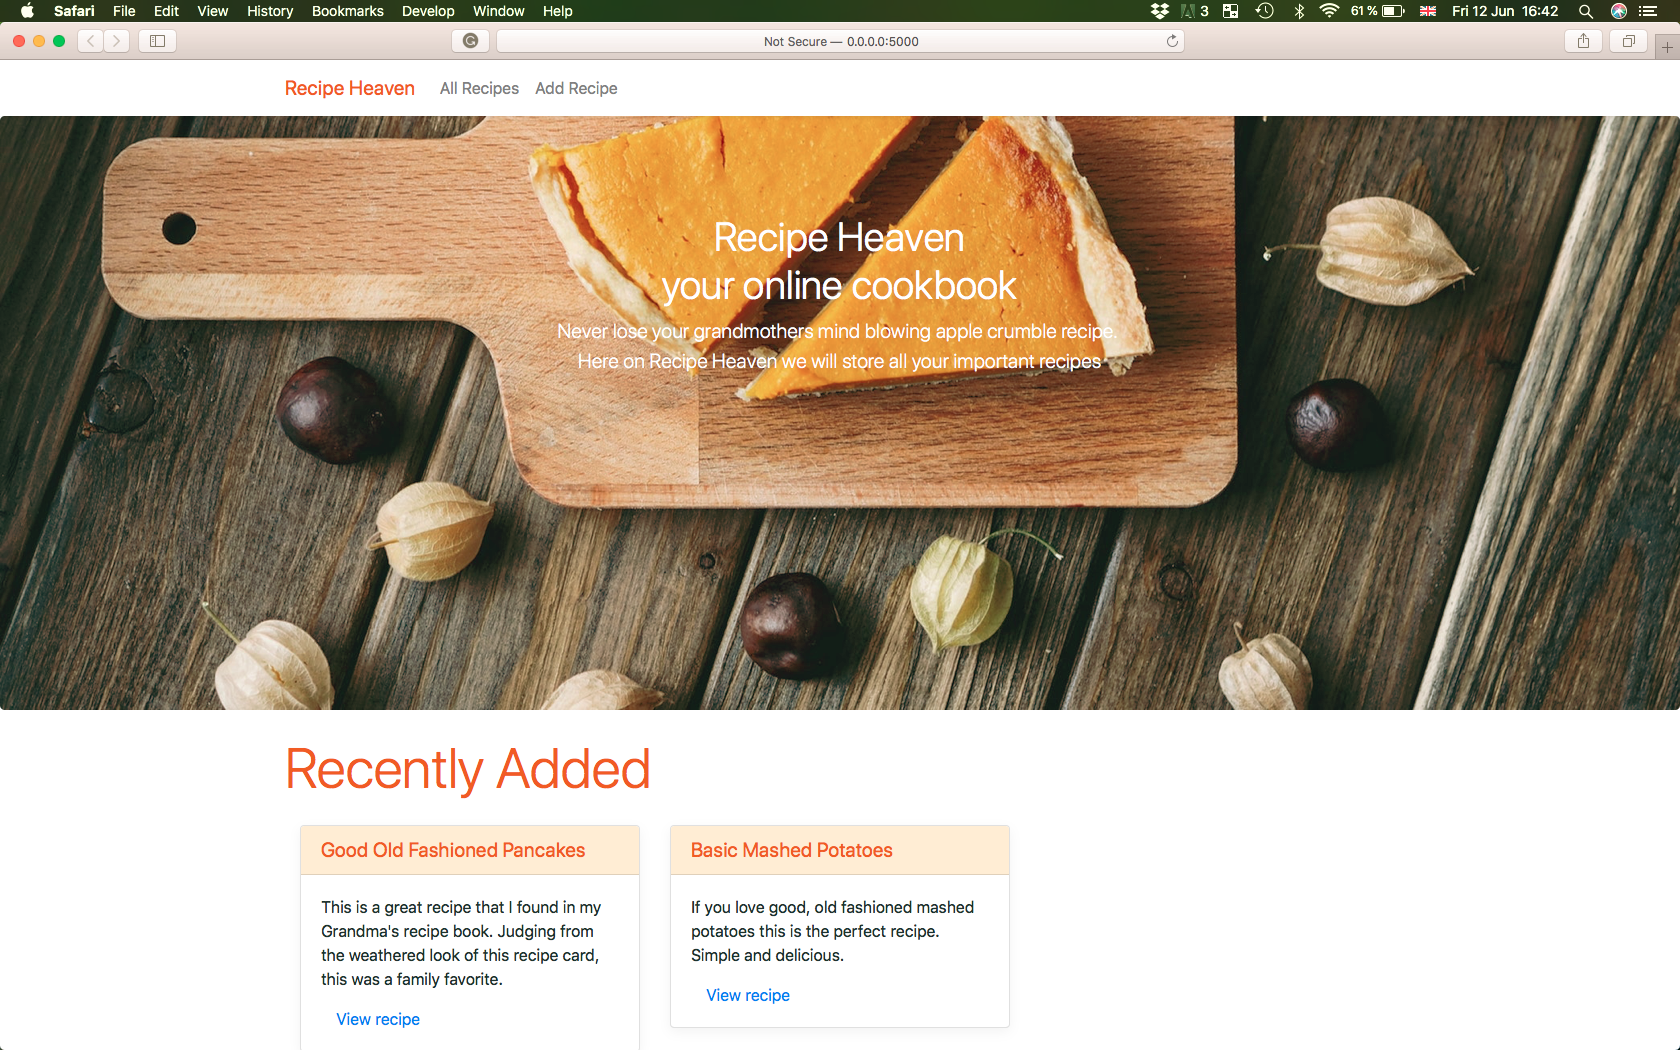 Safari File Edit View History Bookmarks Develop Window Help 3 61 % Fri 12 Jun 16:42
Not Secure — 0.0.0.0:5000
Recipe Heaven All Recipes Add Recipe
Recipe Heaven
your online cookbook
Never lose your grandmothers mind blowing apple crumble recipe.
Here on Recipe Heaven we will store all your important recipes
Recently Added
Good Old Fashioned Pancakes
This is a great recipe that I found in my
Grandma's recipe book. Judging from
the weathered look of this recipe card,
this was a family favorite.
View recipe
Basic Mashed Potatoes
If you love good, old fashioned mashed
potatoes this is the perfect recipe.
Simple and delicious.
View recipe